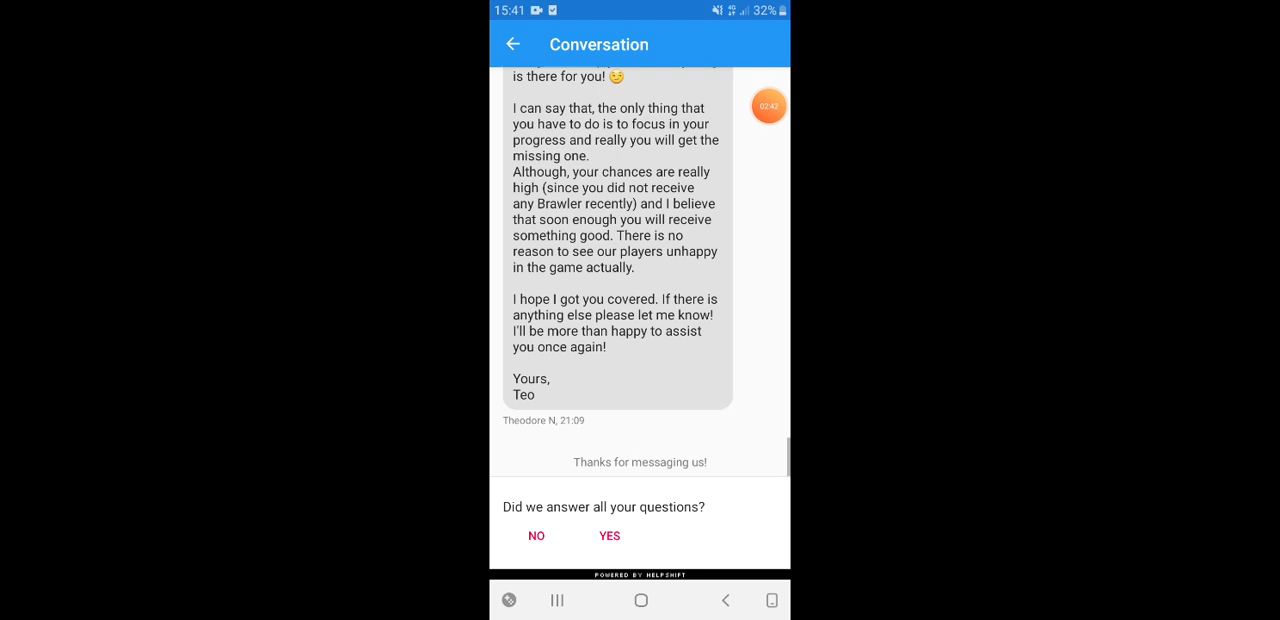 15:41
4G
32%
Conversation
is there for you! 😏
02:42
I can say that, the only thing that
you have to do is to focus in your
progress and really you will get the
missing one.
Although, your chances are really
high (since you did not receive
any Brawler recently) and I believe
that soon enough you will receive
something good. There is no
reason to see our players unhappy
in the game actually.
I hope I got you covered. If there is
anything else please let me know!
I'll be more than happy to assist
you once again!
Yours,
Teo
Theodore N, 21:09
Thanks for messaging us!
Did we answer all your questions?
NO YES
POWERED BY HELPSHIFT